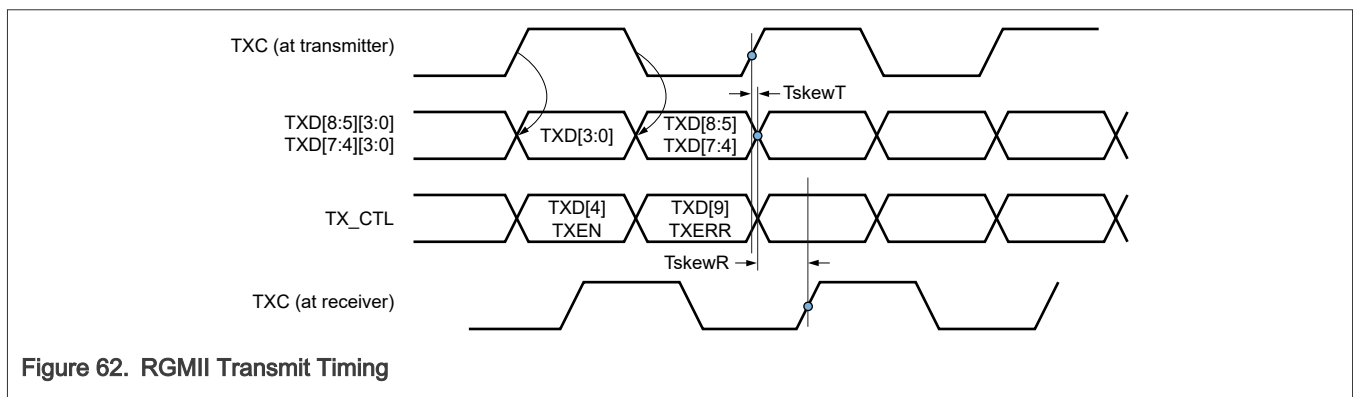 TXC (at transmitter)
TskewT
TXD[8:5][3:0]
TXD[7:4][3:0]
TXD[3:0]
TXD[8:5]
TXD[7:4]
TX_CTL
TXD[4]
TXEN
TXD[9]
TXERR
TskewR
TXC (at receiver)
Figure 62. RGMII Transmit Timing